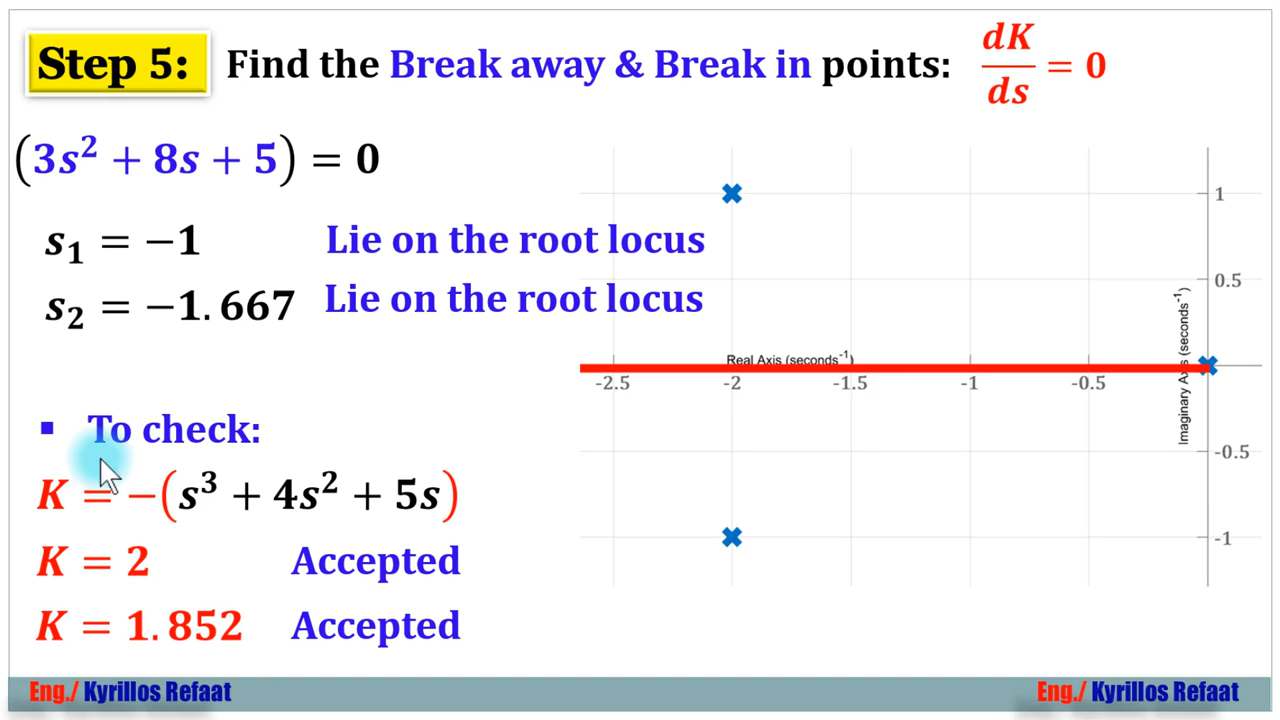 Step 5: Find the Break away & Break in points: dK/ds = 0
(3s² + 8s + 5) = 0
s₁ = −1 Lie on the root locus
s₂ = −1.667 Lie on the root locus
▪ To check:
K = −(s³ + 4s² + 5s)
K = 2 Accepted
K = 1.852 Accepted
1
0.5
Imaginary Axis (seconds⁻¹)
Real Axis (seconds⁻¹)
-2.5 -2 -1.5 -1 -0.5
-0.5
-1
Eng./ Kyrillos Refaat
Eng./ Kyrillos Refaat